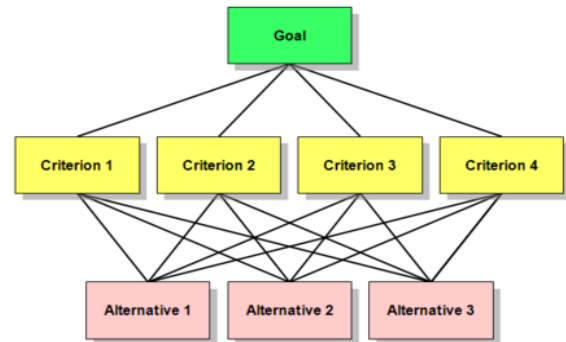 Goal
Criterion 1
Criterion 2
Criterion 3
Criterion 4
Alternative 1
Alternative 2
Alternative 3